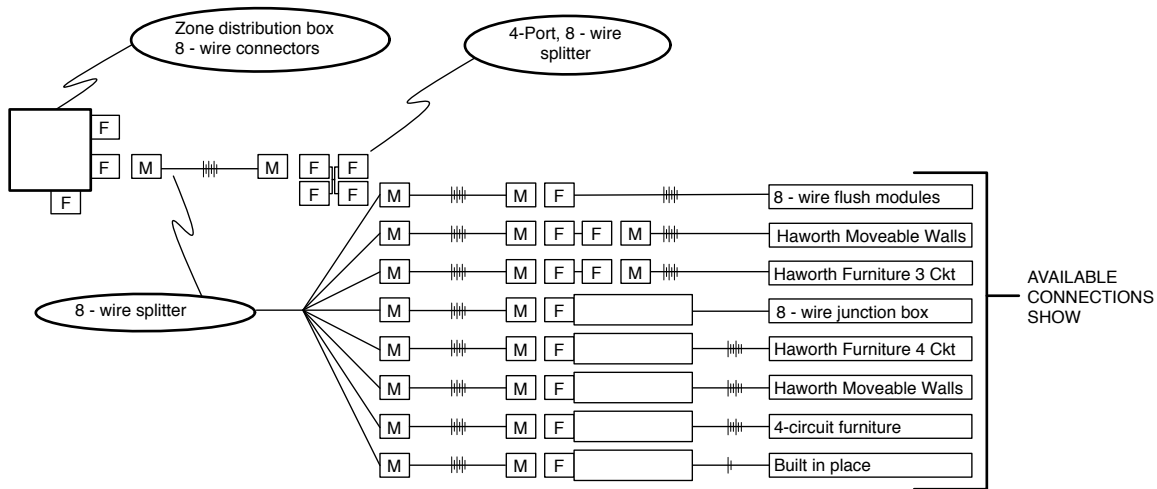 Zone distribution box
8 - wire connectors
4-Port, 8 - wire
splitter
F
F M M F F
F F
F
M M F 8 - wire flush modules
M M F F M Haworth Moveable Walls
M M F F M Haworth Furniture 3 Ckt
8 - wire splitter
M M F 8 - wire junction box
M M F Haworth Furniture 4 Ckt
M M F Haworth Moveable Walls
M M F 4-circuit furniture
M M F Built in place
AVAILABLE
CONNECTIONS
SHOW